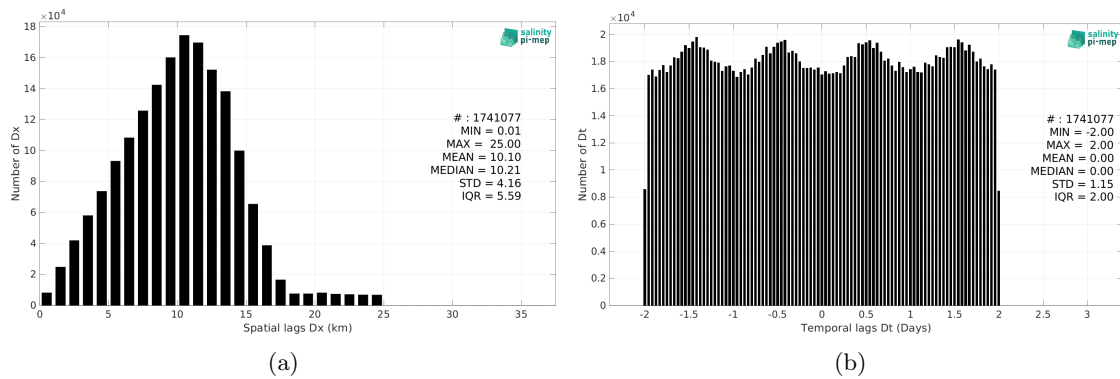 ×10⁴
18
16
14
12
10
8
6
4
2
0
0 5 10 15 20 25 30 35
Number of Dx
Spatial lags Dx (km)
salinity
pi-mep
# : 1741077
MIN = 0.01
MAX = 25.00
MEAN = 10.10
MEDIAN = 10.21
STD = 4.16
IQR = 5.59
(a)
×10⁴
2
1.8
1.6
1.4
1.2
1
0.8
0.6
0.4
0.2
0
-2 -1.5 -1 -0.5 0 0.5 1 1.5 2 2.5 3
Number of Dt
Temporal lags Dt (Days)
salinity
pi-mep
# : 1741077
MIN = -2.00
MAX = 2.00
MEAN = 0.00
MEDIAN = 0.00
STD = 1.15
IQR = 2.00
(b)